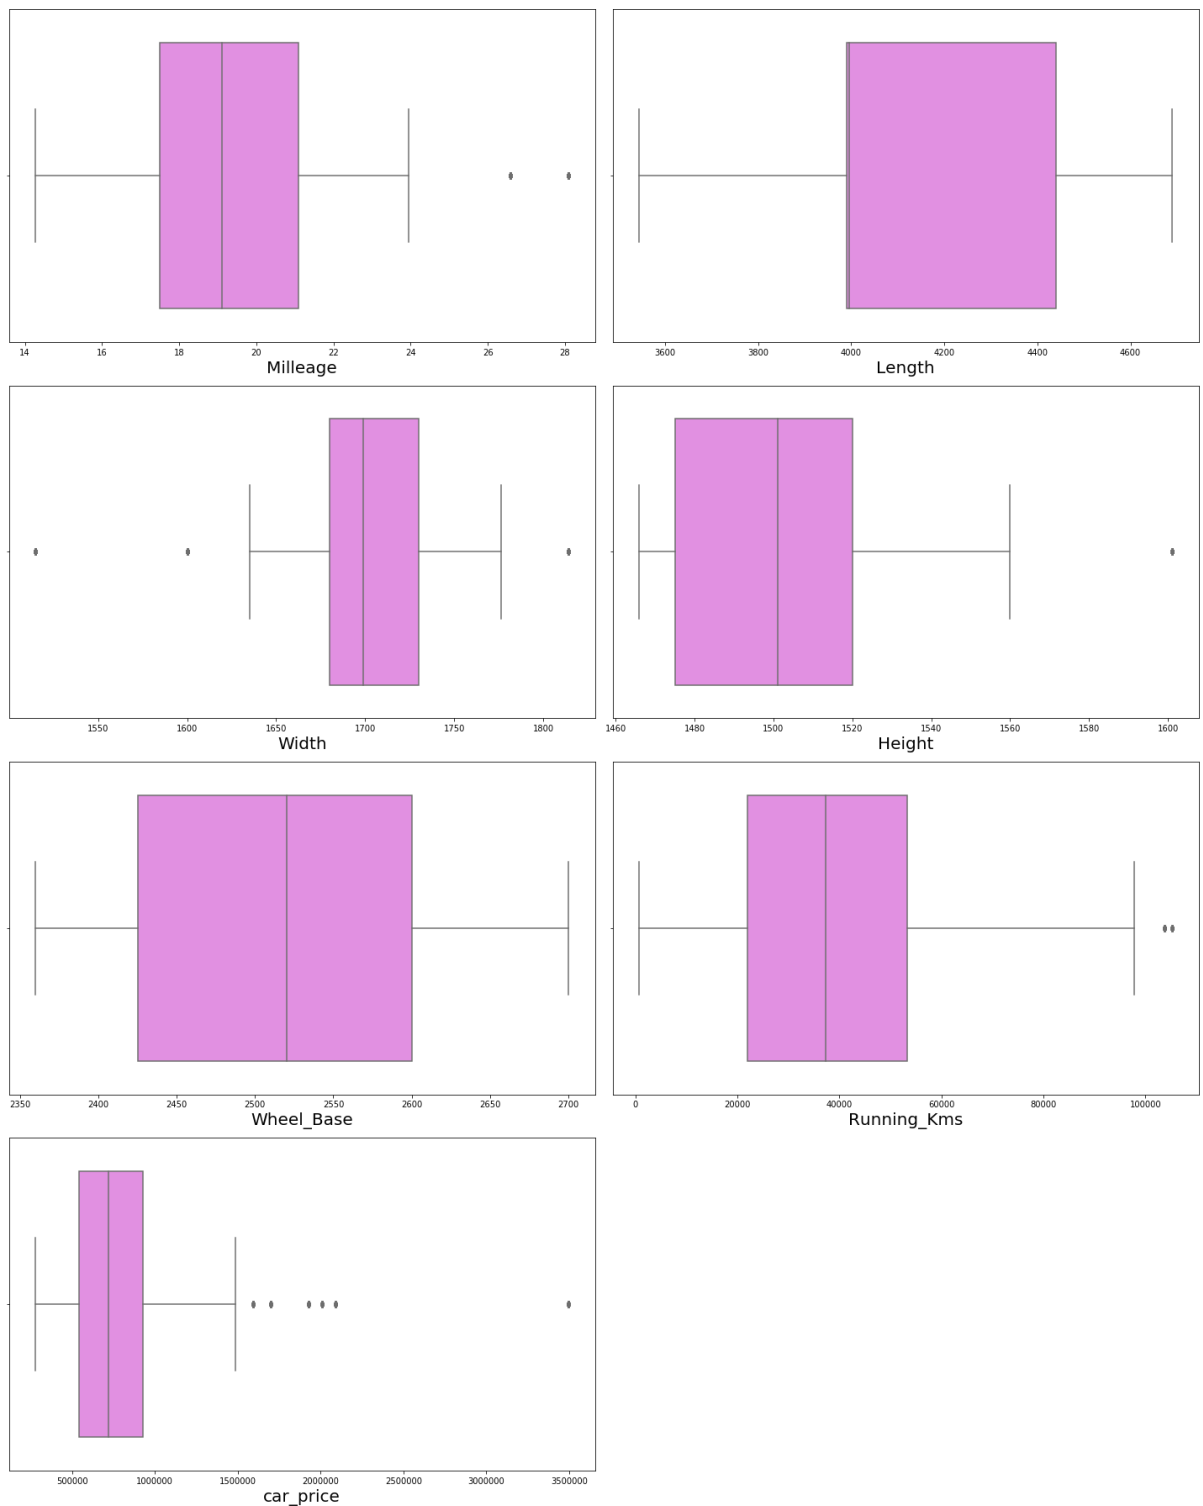 14 16 18 20 22 24 26 28
Milleage
3600 3800 4000 4200 4400 4600
Length
1550 1600 1650 1700 1750 1800
Width
1460 1480 1500 1520 1540 1560 1580 1600
Height
2350 2400 2450 2500 2550 2600 2650 2700
Wheel_Base
0 20000 40000 60000 80000 100000
Running_Kms
500000 1000000 1500000 2000000 2500000 3000000 3500000
car_price